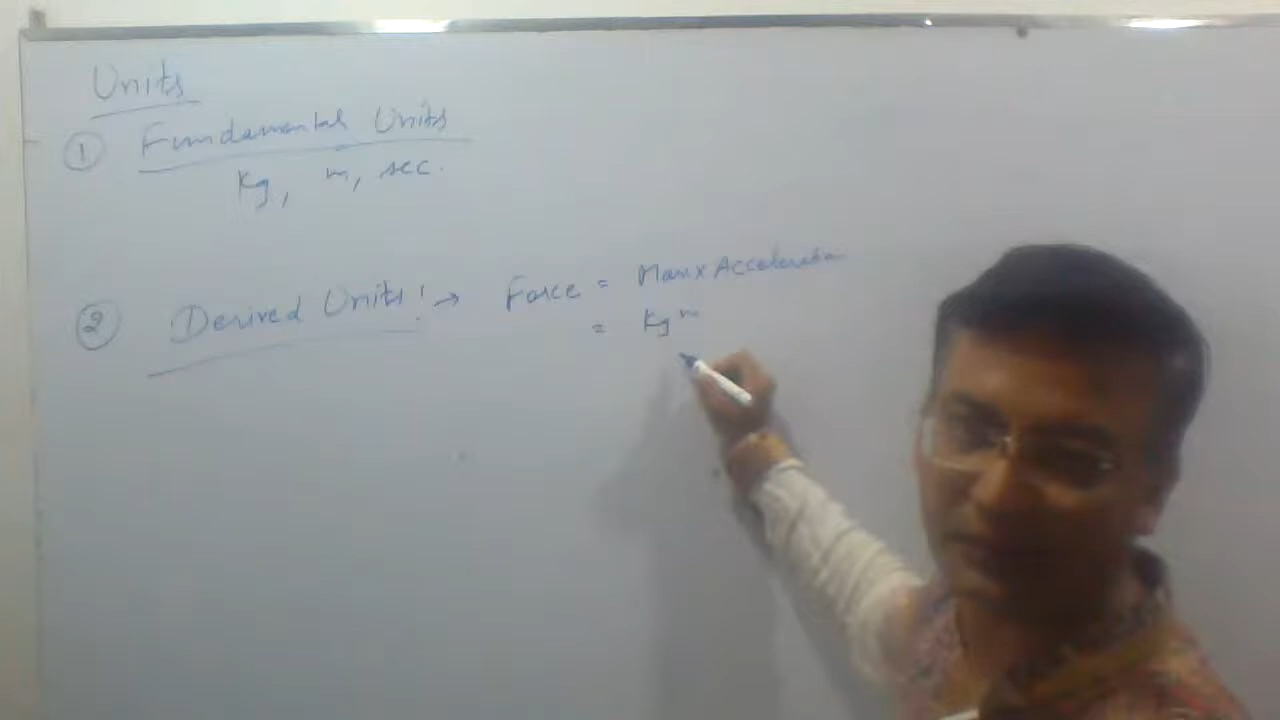 Units
① Fundamental Units
Kg, m, sec.
② Derived Units! → Force = Mass x Acceleration
= Kg m